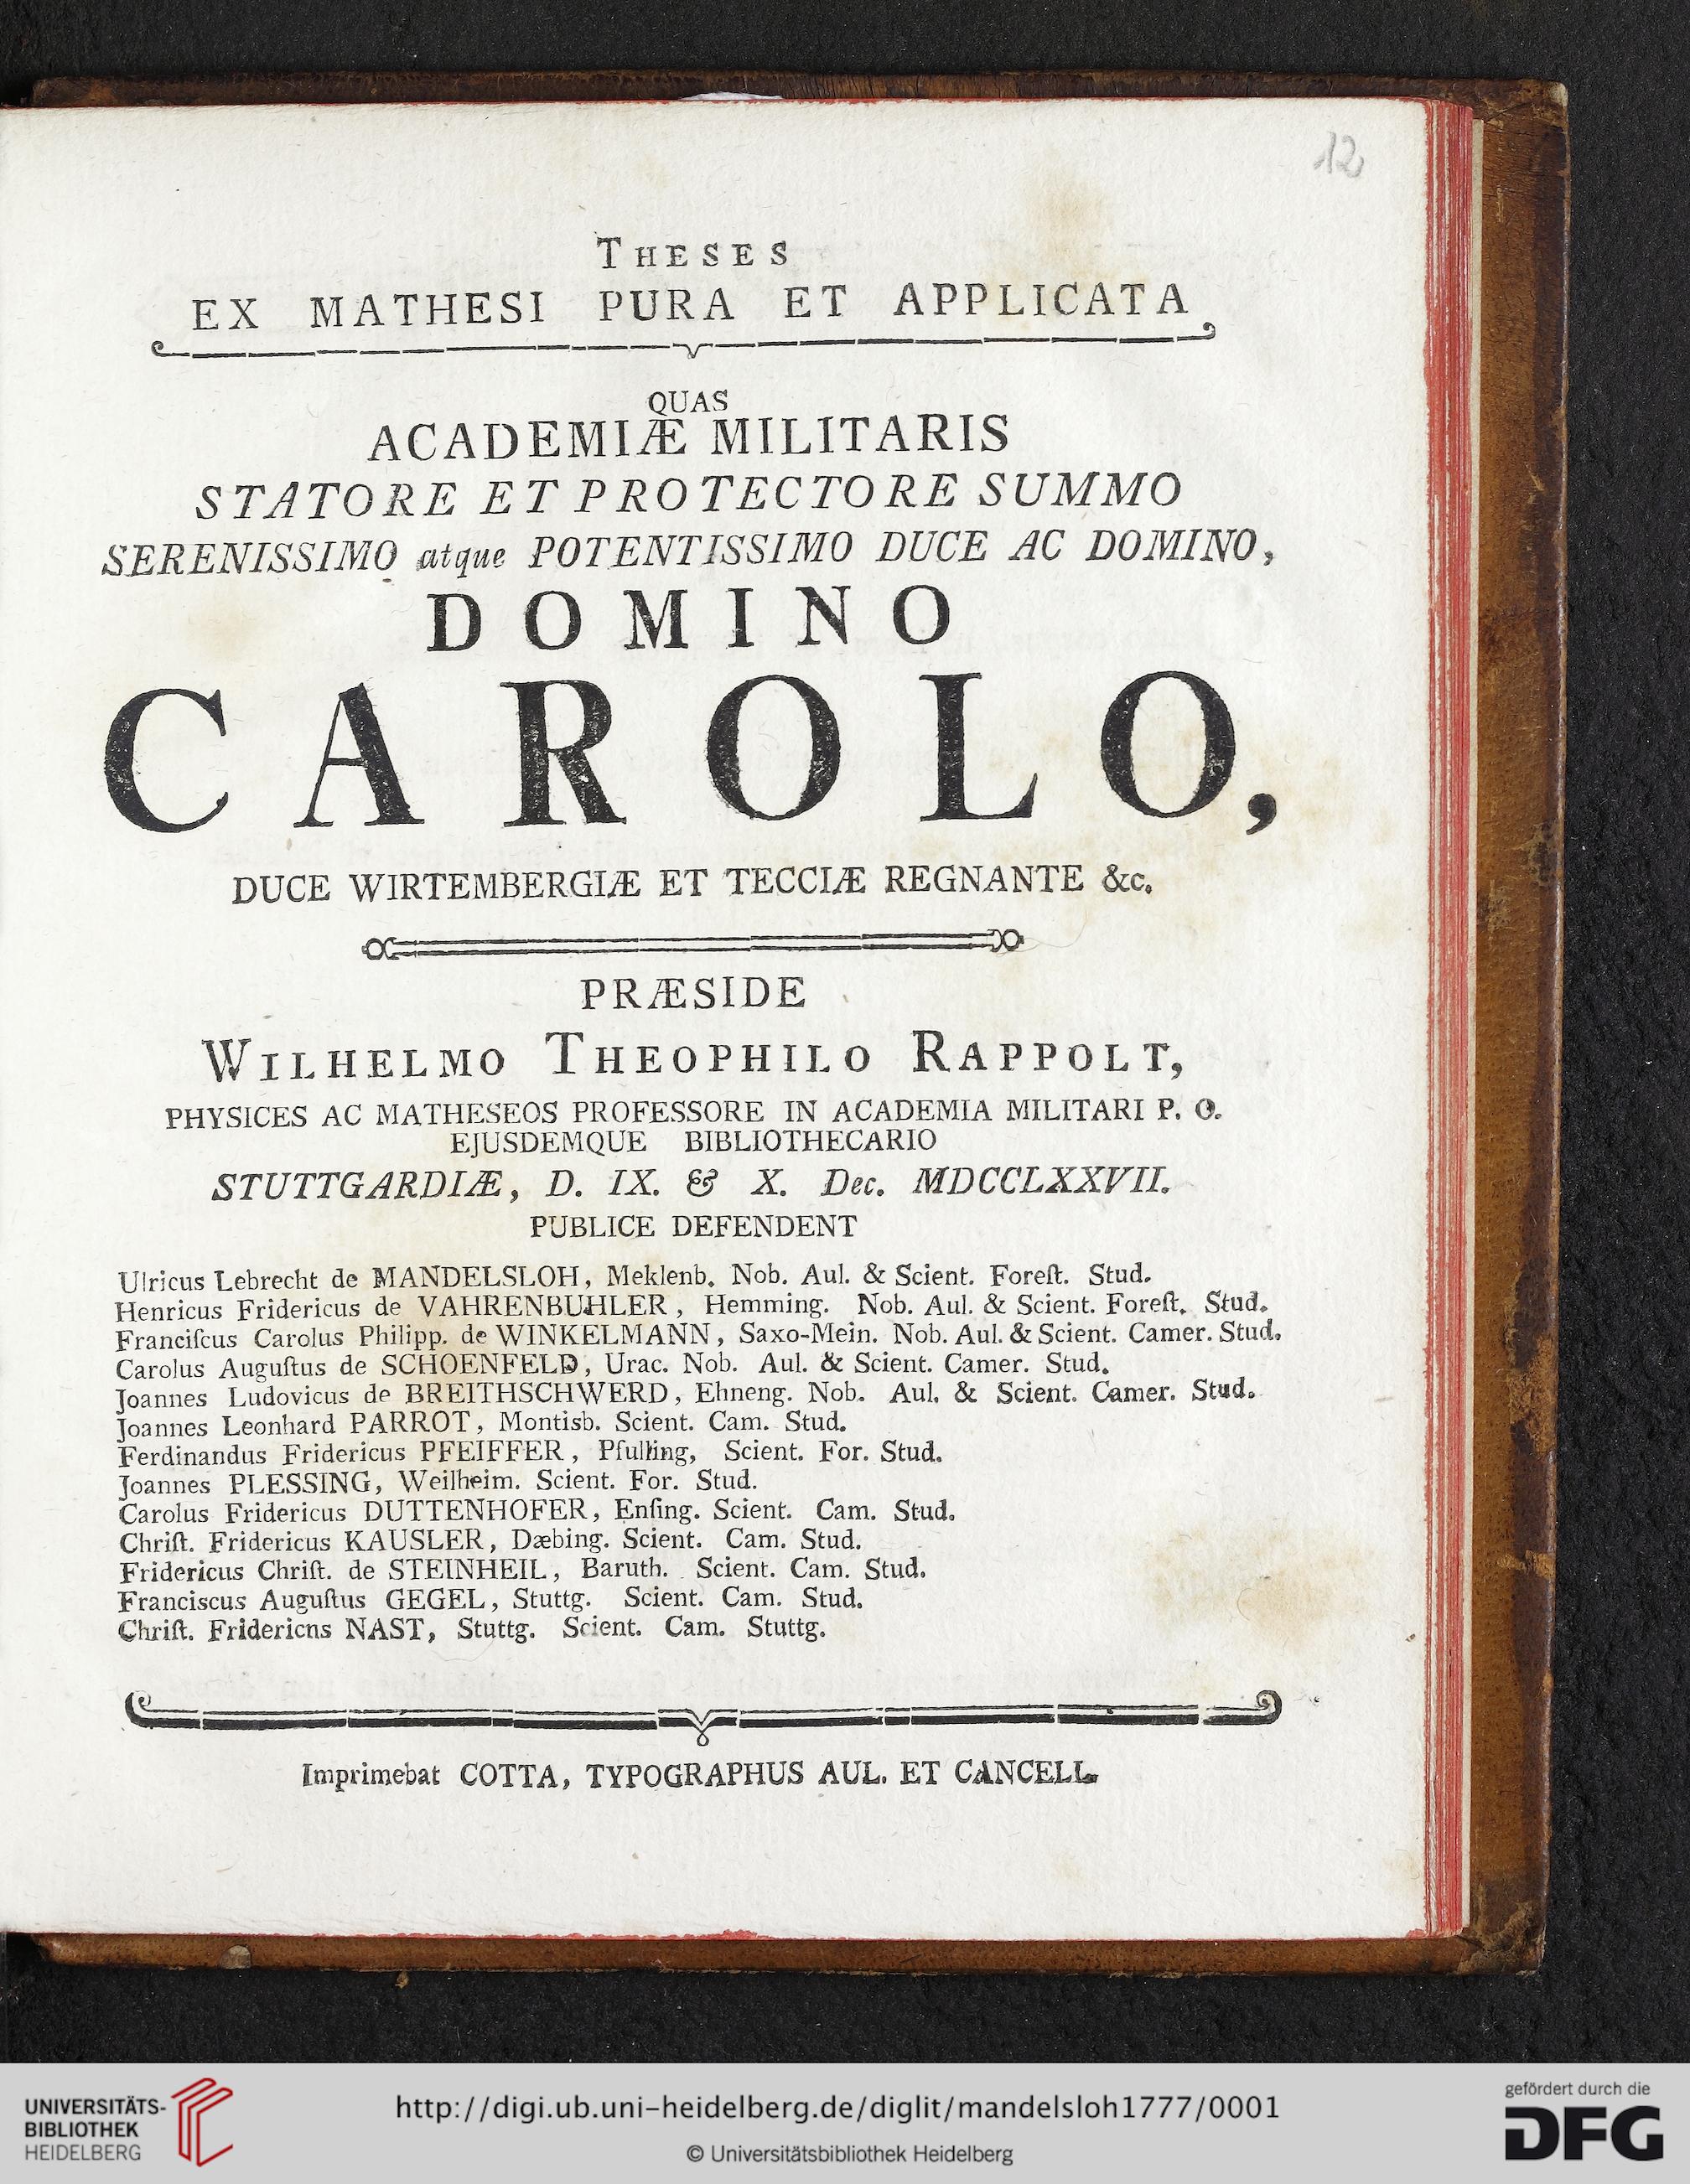 12
THESES
EX MATHESI PURA ET APPLICATA
QUAS
ACADEMIÆ MILITARIS
STATORE ET PROTECTORE SUMMO
SERENISSIMO atque POTENTISSIMO DUCE AC DOMINO,
DOMINO
CAROLO,
DUCE WIRTEMBERGIÆ ET TECCIÆ REGNANTE &c.
PRÆSIDE
WILHELMO THEOPHILO RAPPOLT,
PHYSICES AC MATHESEOS PROFESSORE IN ACADEMIA MILITARI P. O.
EJUSDEMQUE BIBLIOTHECARIO
STUTTGARDIÆ, D. IX. & X. Dec. MDCCLXXVII.
PUBLICE DEFENDENT
Ulricus Lebrecht de MANDELSLOH, Meklenb. Nob. Aul. & Scient. Foreſt. Stud.
Henricus Fridericus de VAHRENBUHLER, Hemming. Nob. Aul. & Scient. Foreſt. Stud.
Franciſcus Carolus Philipp. de WINKELMANN, Saxo-Mein. Nob. Aul. & Scient. Camer. Stud.
Carolus Auguſtus de SCHOENFELD, Urac. Nob. Aul. & Scient. Camer. Stud.
Joannes Ludovicus de BREITHSCHWERD, Ehneng. Nob. Aul. & Scient. Camer. Stud.
Joannes Leonhard PARROT, Montisb. Scient. Cam. Stud.
Ferdinandus Fridericus PFEIFFER, Pfulling, Scient. For. Stud.
Joannes PLESSING, Weilheim. Scient. For. Stud.
Carolus Fridericus DUTTENHOFER, Enſing. Scient. Cam. Stud.
Chriſt. Fridericus KAUSLER, Dæbing. Scient. Cam. Stud.
Fridericus Chriſt. de STEINHEIL, Baruth. Scient. Cam. Stud.
Franciscus Auguſtus GEGEL, Stuttg. Scient. Cam. Stud.
Chriſt. Fridericns NAST, Stuttg. Scient. Cam. Stuttg.
Imprimebat COTTA, TYPOGRAPHUS AUL. ET CANCELL.
UNIVERSITÄTS-
BIBLIOTHEK
HEIDELBERG
http://digi.ub.uni-heidelberg.de/diglit/mandelsloh1777/0001
© Universitätsbibliothek Heidelberg
gefördert durch die
DFG